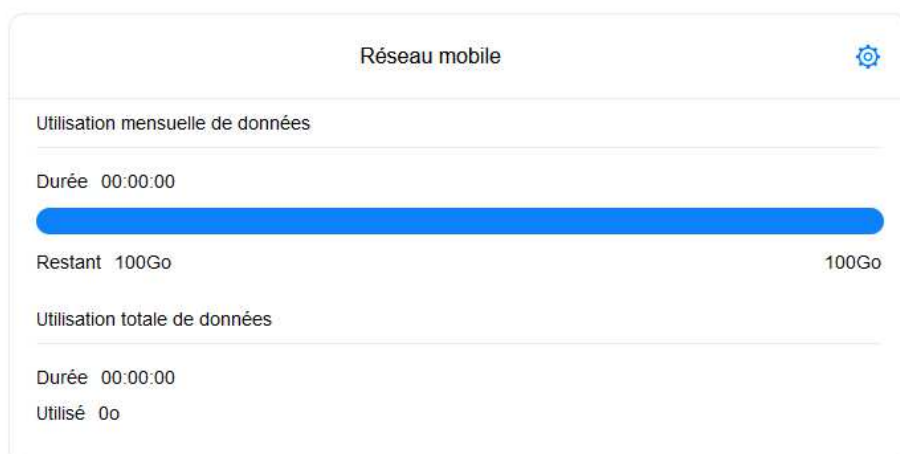 Réseau mobile
Utilisation mensuelle de données
Durée 00:00:00
Restant 100Go 100Go
Utilisation totale de données
Durée 00:00:00
Utilisé 0o